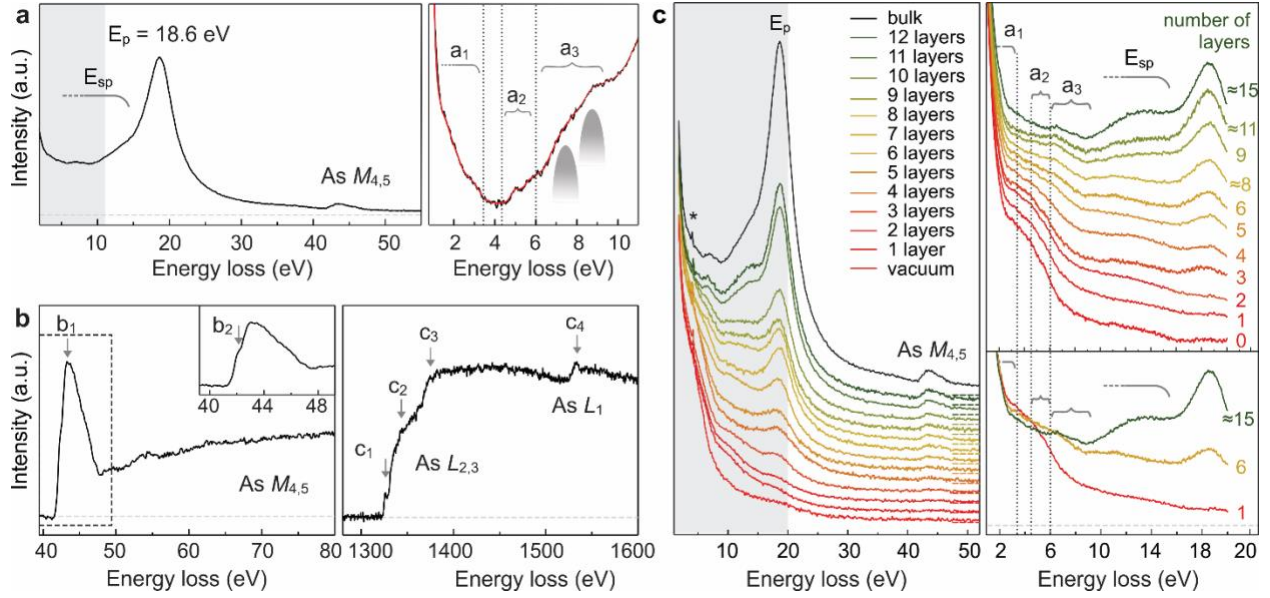 a
Intensity (a.u.)
Ep = 18.6 eV
Esp
As M4,5
10 20 30 40 50
Energy loss (eV)
a1
a2
a3
2 4 6 8 10
Energy loss (eV)
b
Intensity (a.u.)
b1
b2
40 44 48
As M4,5
40 50 60 70 80
Energy loss (eV)
c1
c2
c3
c4
As L2,3
As L1
1300 1400 1500 1600
Energy loss (eV)
c
Intensity (a.u.)
Ep
*
bulk
12 layers
11 layers
10 layers
9 layers
8 layers
7 layers
6 layers
5 layers
4 layers
3 layers
2 layers
1 layer
vacuum
As M4,5
10 20 30 40 50
Energy loss (eV)
number of
layers
a1
a2
a3
Esp
≈15
≈11
9
≈8
6
5
4
3
2
1
0
≈15
6
1
2 6 10 14 18 20
Energy loss (eV)